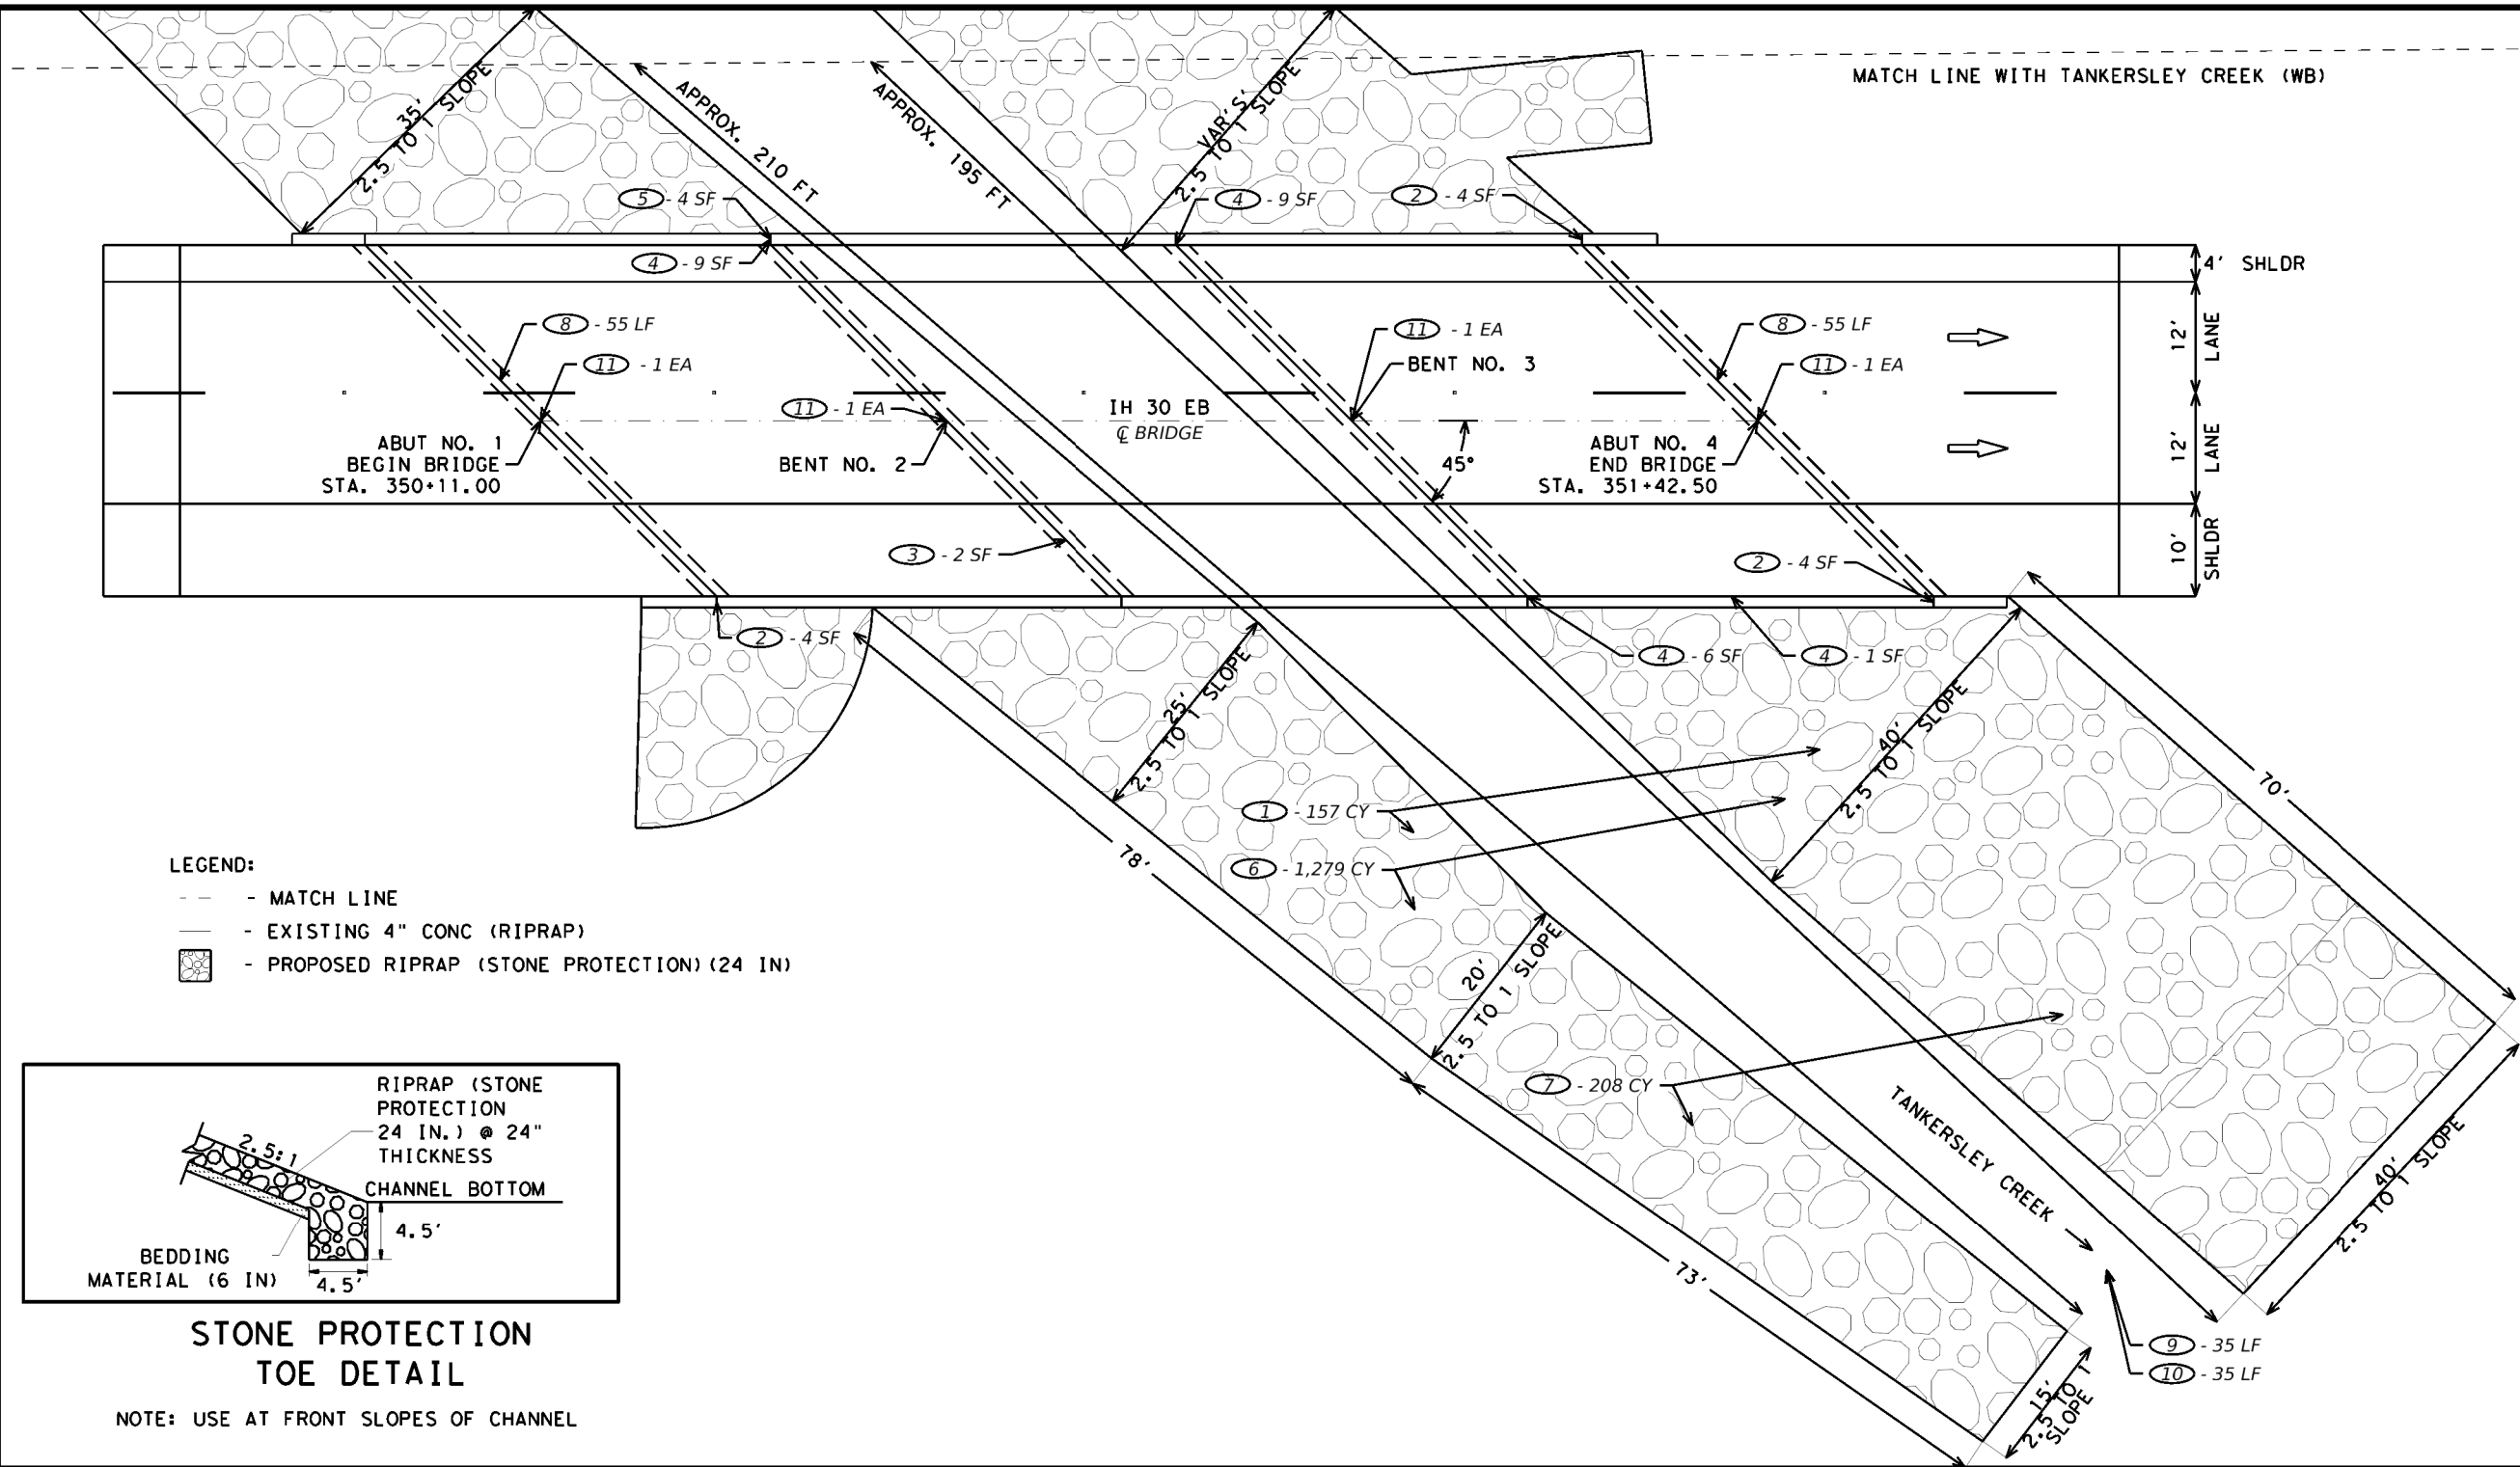 MATCH LINE WITH TANKERSLEY CREEK (WB)
35'
2.5 TO 1 SLOPE
APPROX. 210 FT
APPROX. 195 FT
VAR'S'
2.5 TO 1 SLOPE
5 - 4 SF
4 - 9 SF
2 - 4 SF
4 - 9 SF
4' SHLDR
8 - 55 LF
11 - 1 EA
11 - 1 EA
BENT NO. 3
8 - 55 LF
11 - 1 EA
12'
LANE
11 - 1 EA
IH 30 EB
℄ BRIDGE
ABUT NO. 1
BEGIN BRIDGE
STA. 350+11.00
BENT NO. 2
45°
ABUT NO. 4
END BRIDGE
STA. 351+42.50
12'
LANE
3 - 2 SF
2 - 4 SF
10'
SHLDR
2 - 4 SF
4 - 6 SF
4 - 1 SF
25'
2.5 TO 1 SLOPE
40'
2.5 TO 1 SLOPE
70'
1 - 157 CY
78'
6 - 1,279 CY
LEGEND:
- MATCH LINE
- EXISTING 4" CONC (RIPRAP)
- PROPOSED RIPRAP (STONE PROTECTION)(24 IN)
20'
2.5 TO 1 SLOPE
7 - 208 CY
TANKERSLEY CREEK
40'
2.5 TO 1 SLOPE
73'
15'
2.5 TO 1
SLOPE
9 - 35 LF
10 - 35 LF
RIPRAP (STONE
PROTECTION
24 IN.) @ 24"
THICKNESS
2.5:1
CHANNEL BOTTOM
4.5'
BEDDING
MATERIAL (6 IN)
4.5'
STONE PROTECTION
TOE DETAIL
NOTE: USE AT FRONT SLOPES OF CHANNEL